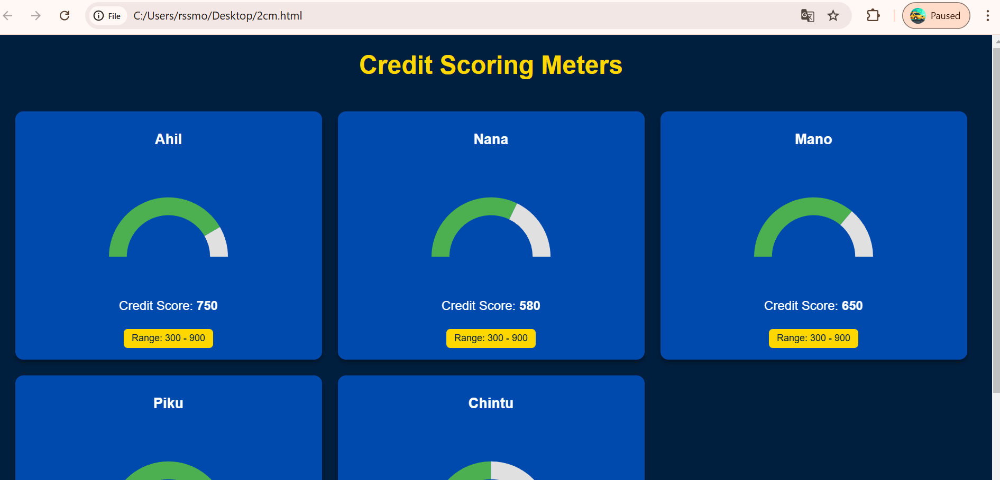 File C:/Users/rssmo/Desktop/2cm.html Paused
Credit Scoring Meters
Ahil
Credit Score: 750
Range: 300 - 900
Nana
Credit Score: 580
Range: 300 - 900
Mano
Credit Score: 650
Range: 300 - 900
Piku
Chintu